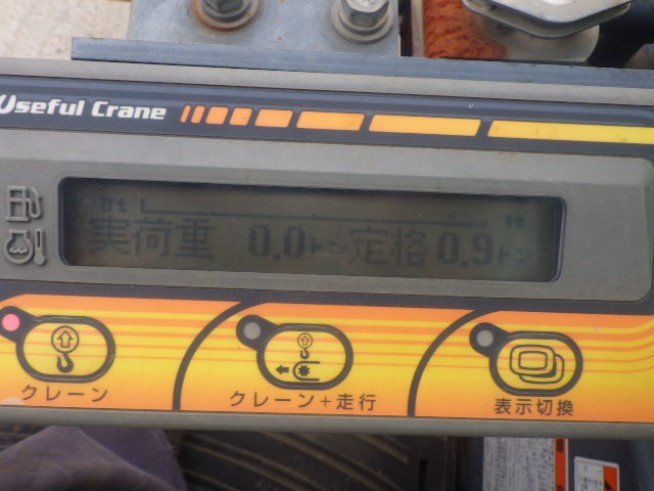 Useful Crane
0t
実荷重 0.0トン 定格0.9トン
クレーン
クレーン+走行
表示切換